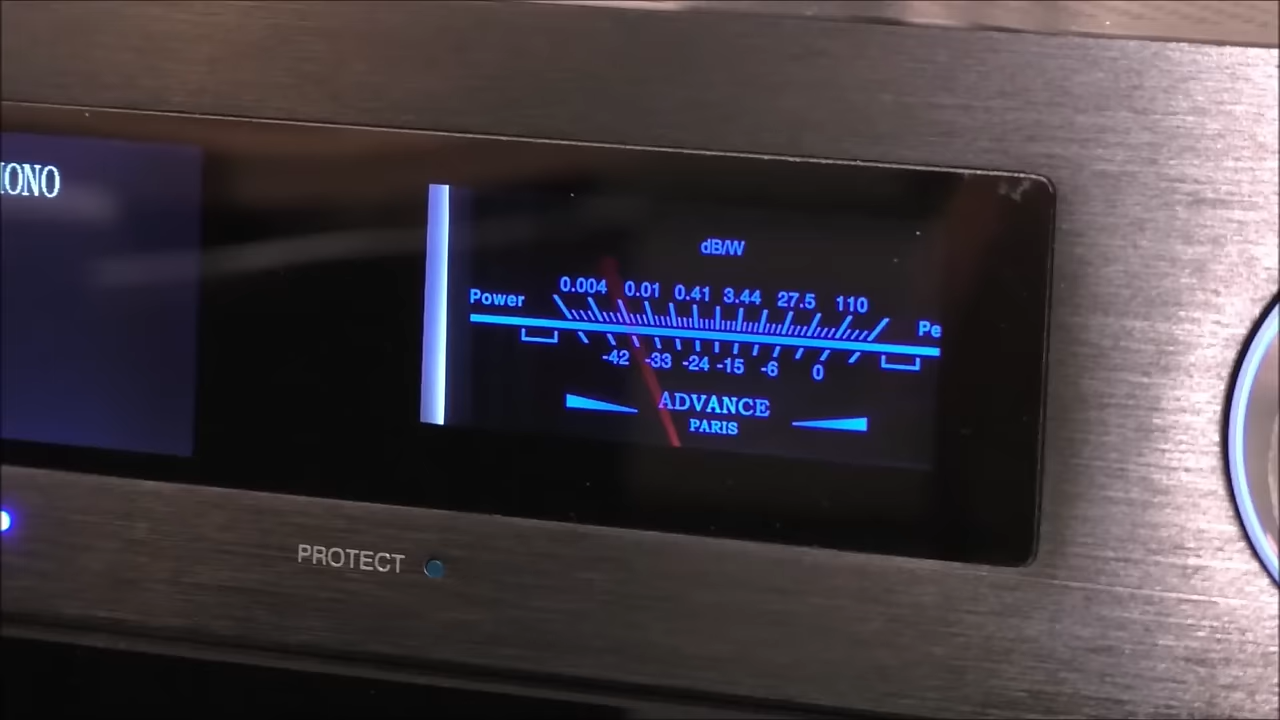 IONO
dB/W
0.004 0.01 0.41 3.44 27.5 110
Power
Pe
-42 -33 -24 -15 -6 0
ADVANCE
PARIS
PROTECT